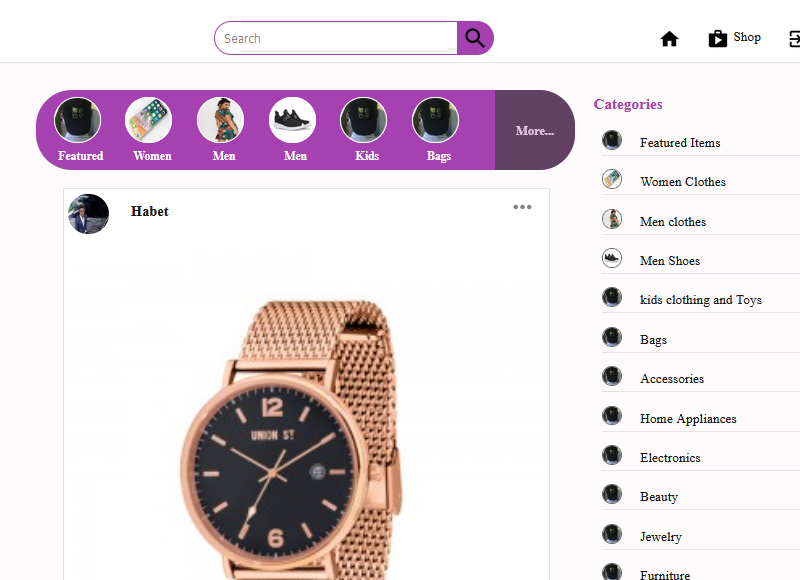 Search
Shop
Featured
Women
Men
Men
Kids
Bags
More...
Categories
Featured Items
Women Clothes
Men clothes
Men Shoes
kids clothing and Toys
Bags
Accessories
Home Appliances
Electronics
Beauty
Jewelry
Furniture
Habet
12
UNION ST
6